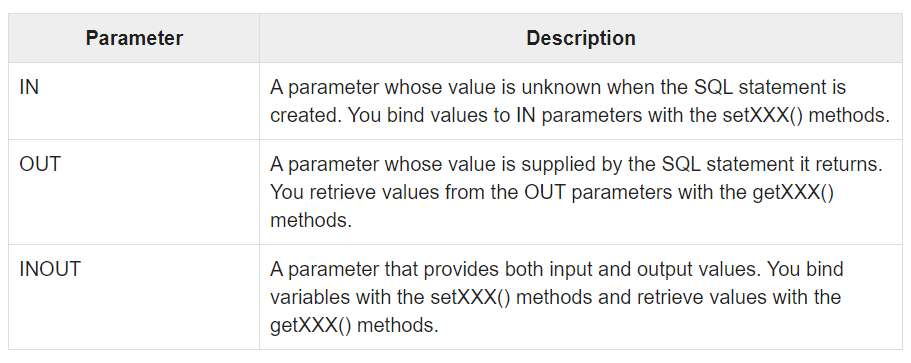 Parameter Description
IN A parameter whose value is unknown when the SQL statement is
created. You bind values to IN parameters with the setXXX() methods.
OUT A parameter whose value is supplied by the SQL statement it returns.
You retrieve values from the OUT parameters with the getXXX()
methods.
INOUT A parameter that provides both input and output values. You bind
variables with the setXXX() methods and retrieve values with the
getXXX() methods.